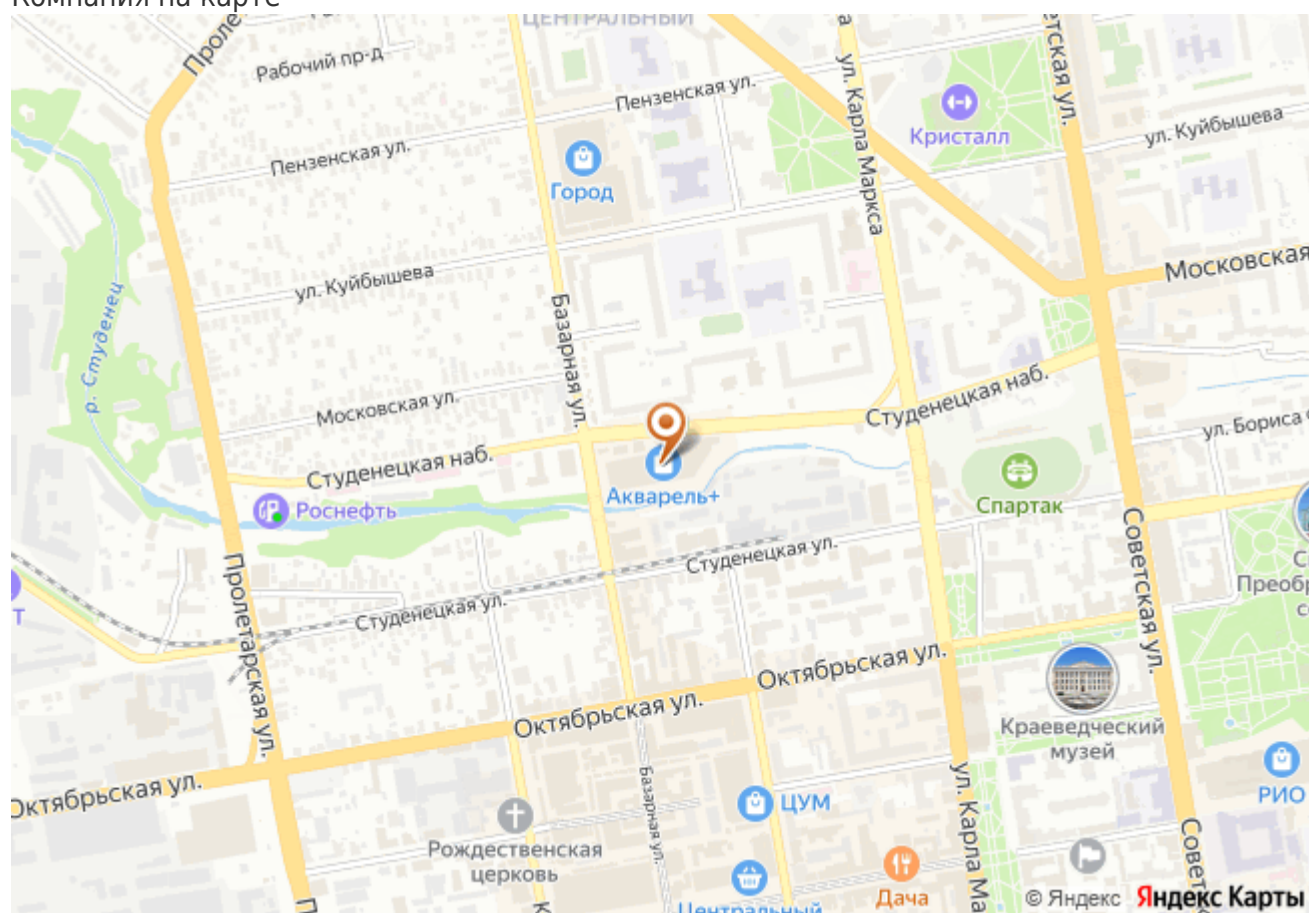 Компания на карте
ЦЕНТРАЛЬНЫЙ
Рабочий пр-д
Пензенская ул.
ул. Карла Маркса
Кристалл
ул. Куйбышева
Пензенская ул.
Город
Московская
ул. Куйбышева
р. Студенец
Базарная ул.
Студенецкая наб.
Московская ул.
ул. Бориса
Студенецкая наб.
Акварель+
Спартак
Роснефть
Студенецкая ул.
Советская ул.
Пролетарская ул.
Студенецкая ул.
Октябрьская ул.
Октябрьская ул.
Краеведческий
музей
Октябрьская ул.
Базарная ул.
ЦУМ
РИО
Рождественская
церковь
Дача
Центральный
© Яндекс Яндекс Карты